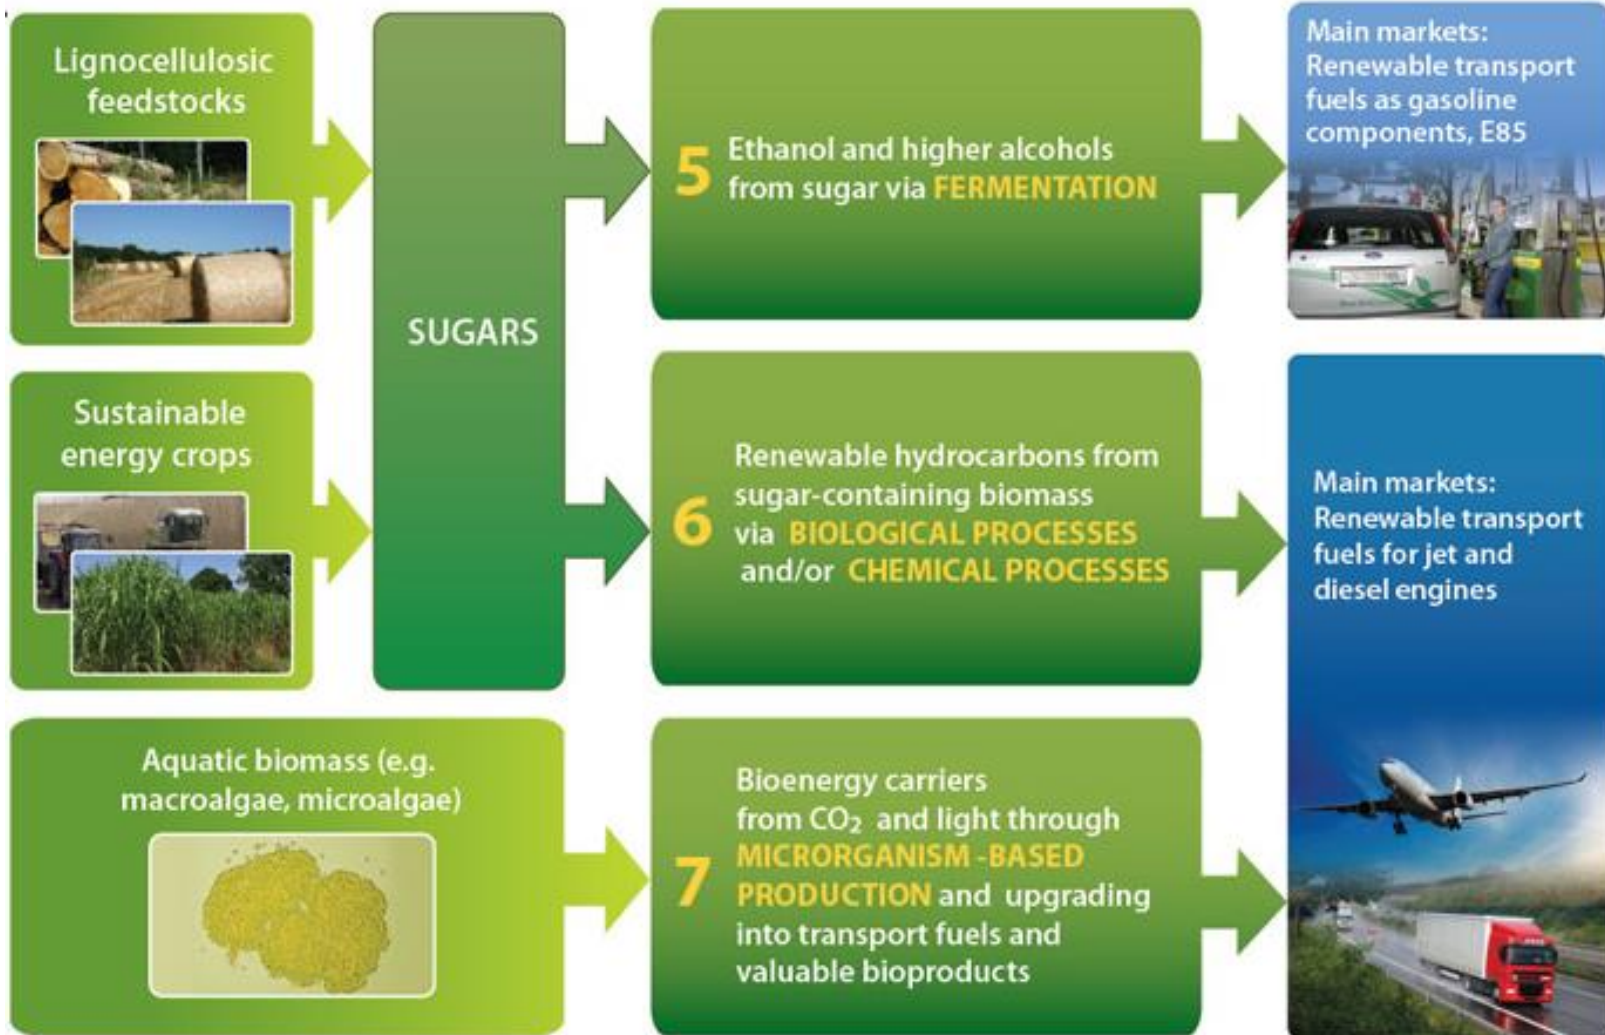 Lignocellulosic
feedstocks
SUGARS
5
Ethanol and higher alcohols
from sugar via FERMENTATION
Main markets:
Renewable transport
fuels as gasoline
components, E85
Sustainable
energy crops
6
Renewable hydrocarbons from
sugar-containing biomass
via BIOLOGICAL PROCESSES
and/or CHEMICAL PROCESSES
Main markets:
Renewable transport
fuels for jet and
diesel engines
Aquatic biomass (e.g.
macroalgae, microalgae)
7
Bioenergy carriers
from CO₂ and light through
MICRORGANISM -BASED
PRODUCTION and upgrading
into transport fuels and
valuable bioproducts